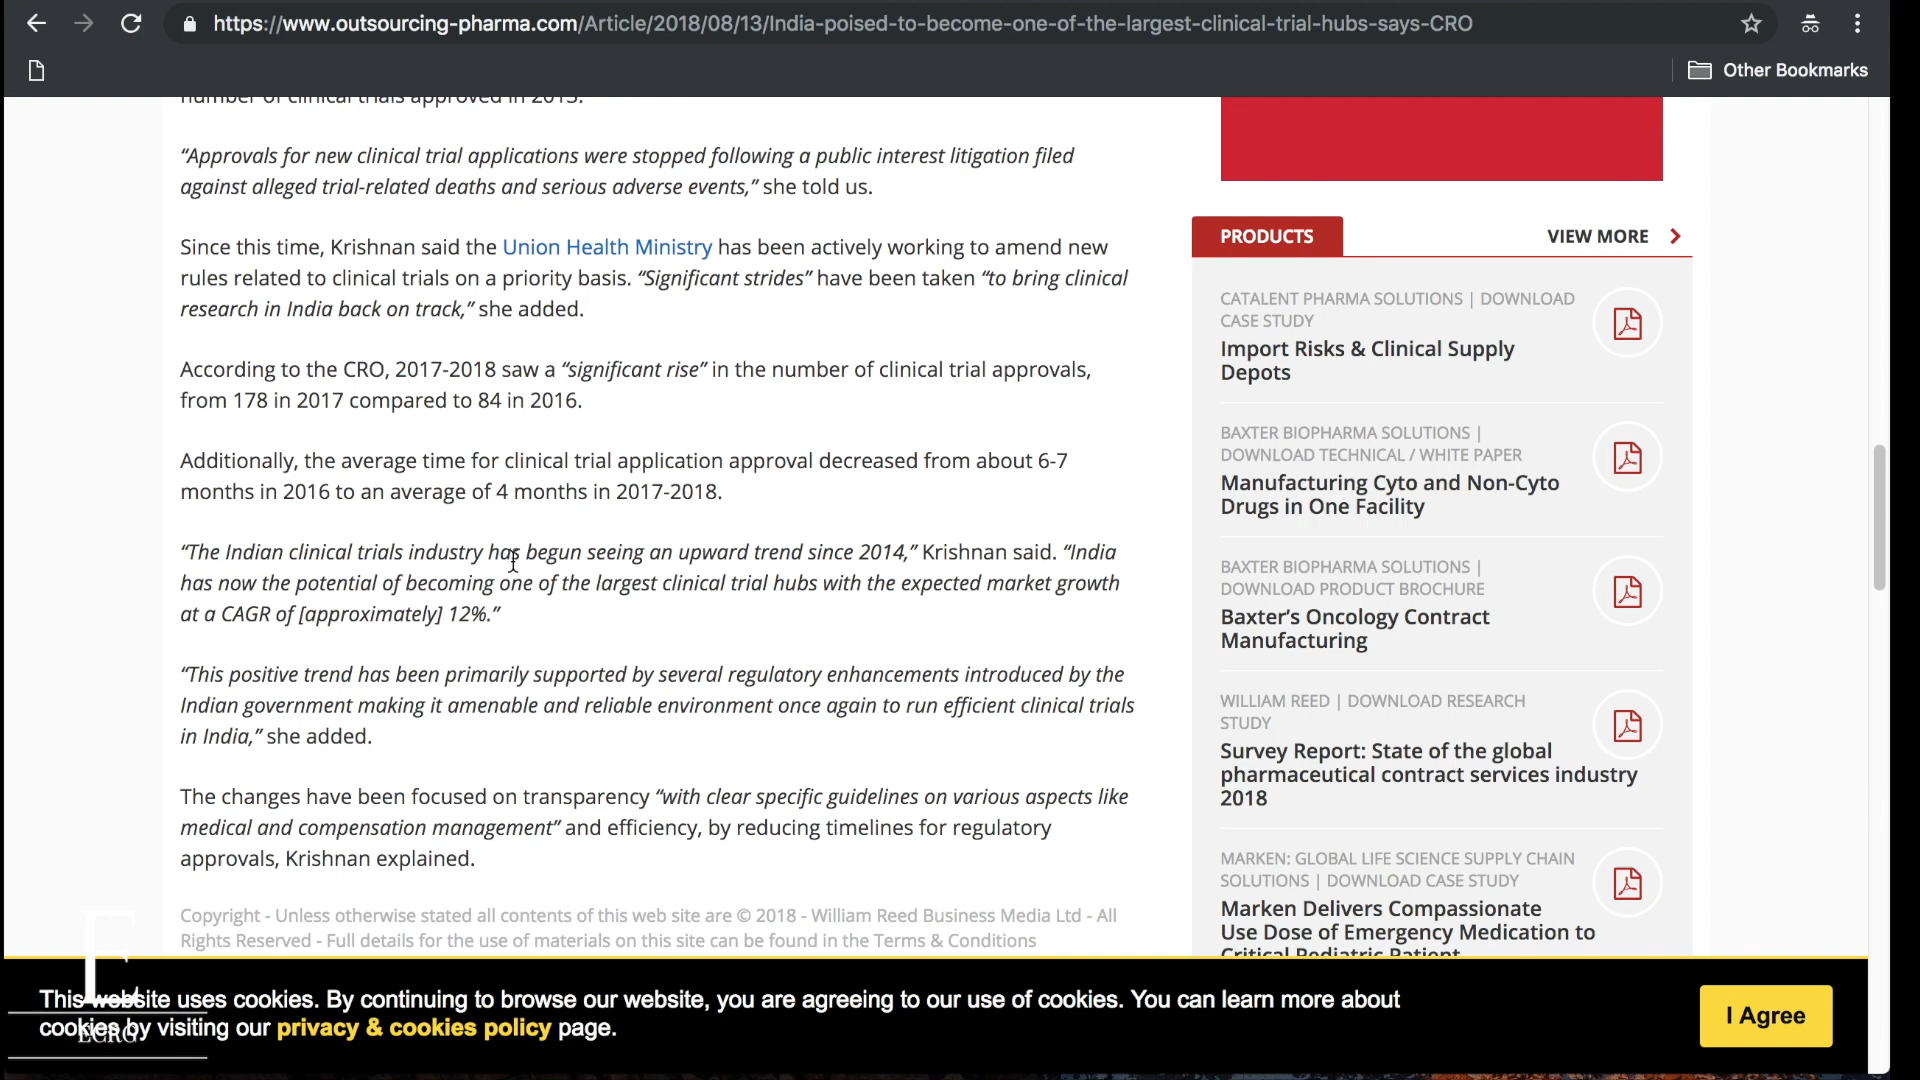 https://www.outsourcing-pharma.com/Article/2018/08/13/India-poised-to-become-one-of-the-largest-clinical-trial-hubs-says-CRO
Other Bookmarks
number of clinical trials approved in 2013.
“Approvals for new clinical trial applications were stopped following a public interest litigation filed
against alleged trial-related deaths and serious adverse events,” she told us.
Since this time, Krishnan said the Union Health Ministry has been actively working to amend new
rules related to clinical trials on a priority basis. “Significant strides” have been taken “to bring clinical
research in India back on track,” she added.
According to the CRO, 2017-2018 saw a “significant rise” in the number of clinical trial approvals,
from 178 in 2017 compared to 84 in 2016.
Additionally, the average time for clinical trial application approval decreased from about 6-7
months in 2016 to an average of 4 months in 2017-2018.
“The Indian clinical trials industry has begun seeing an upward trend since 2014,” Krishnan said. “India
has now the potential of becoming one of the largest clinical trial hubs with the expected market growth
at a CAGR of [approximately] 12%.”
“This positive trend has been primarily supported by several regulatory enhancements introduced by the
Indian government making it amenable and reliable environment once again to run efficient clinical trials
in India,” she added.
The changes have been focused on transparency “with clear specific guidelines on various aspects like
medical and compensation management” and efficiency, by reducing timelines for regulatory
approvals, Krishnan explained.
Copyright - Unless otherwise stated all contents of this web site are © 2018 - William Reed Business Media Ltd - All
Rights Reserved - Full details for the use of materials on this site can be found in the Terms & Conditions
PRODUCTS
VIEW MORE
CATALENT PHARMA SOLUTIONS | DOWNLOAD
CASE STUDY
Import Risks & Clinical Supply
Depots
BAXTER BIOPHARMA SOLUTIONS |
DOWNLOAD TECHNICAL / WHITE PAPER
Manufacturing Cyto and Non-Cyto
Drugs in One Facility
BAXTER BIOPHARMA SOLUTIONS |
DOWNLOAD PRODUCT BROCHURE
Baxter’s Oncology Contract
Manufacturing
WILLIAM REED | DOWNLOAD RESEARCH
STUDY
Survey Report: State of the global
pharmaceutical contract services industry
2018
MARKEN: GLOBAL LIFE SCIENCE SUPPLY CHAIN
SOLUTIONS | DOWNLOAD CASE STUDY
Marken Delivers Compassionate
Use Dose of Emergency Medication to
Critical Pediatric Patient
This website uses cookies. By continuing to browse our website, you are agreeing to our use of cookies. You can learn more about
cookies by visiting our privacy & cookies policy page.
I Agree
E
ECRG